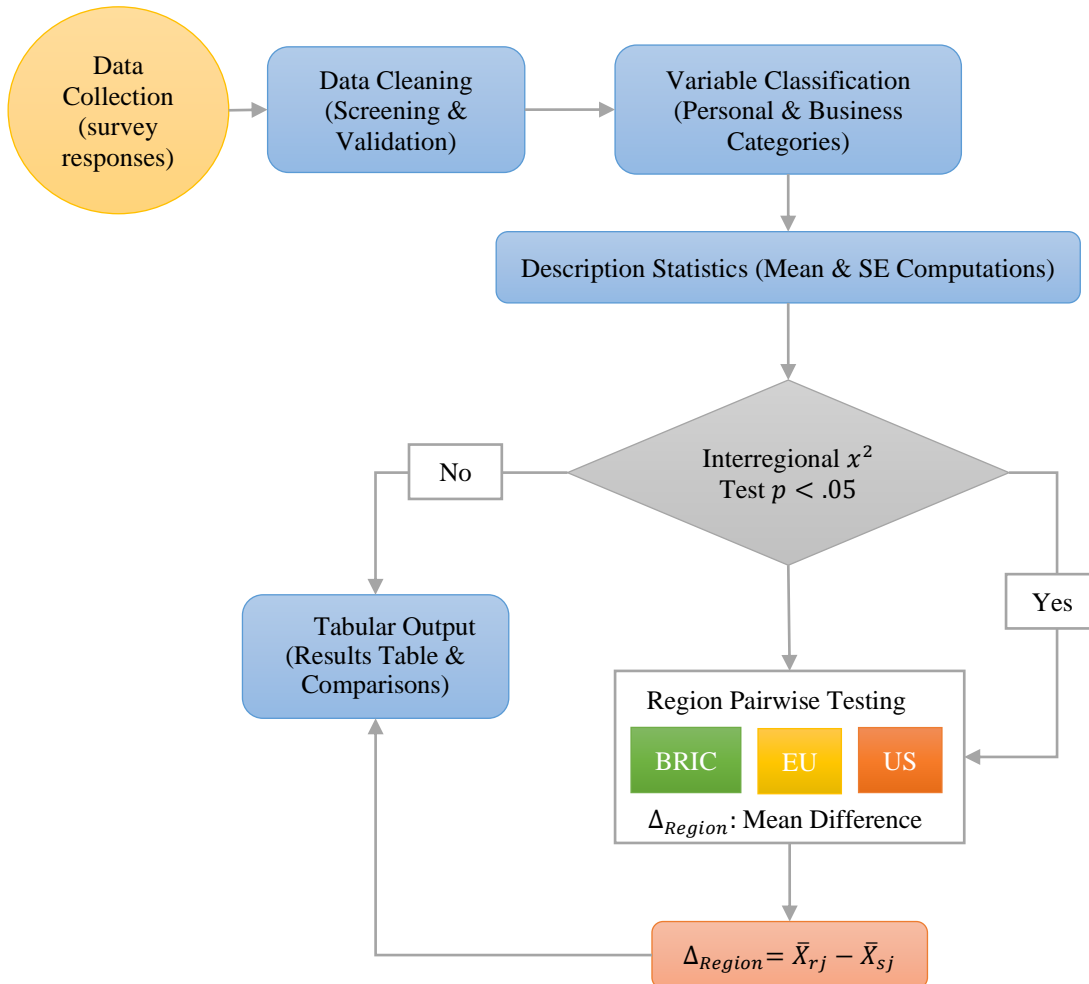 Data
Collection
(survey
responses)
Data Cleaning
(Screening &
Validation)
Variable Classification
(Personal & Business
Categories)
Description Statistics (Mean & SE Computations)
Interregional x²
Test p < .05
No
Yes
Tabular Output
(Results Table &
Comparisons)
Region Pairwise Testing
BRIC
EU
US
Δ_Region: Mean Difference
Δ_Region = X̄_rj − X̄_sj